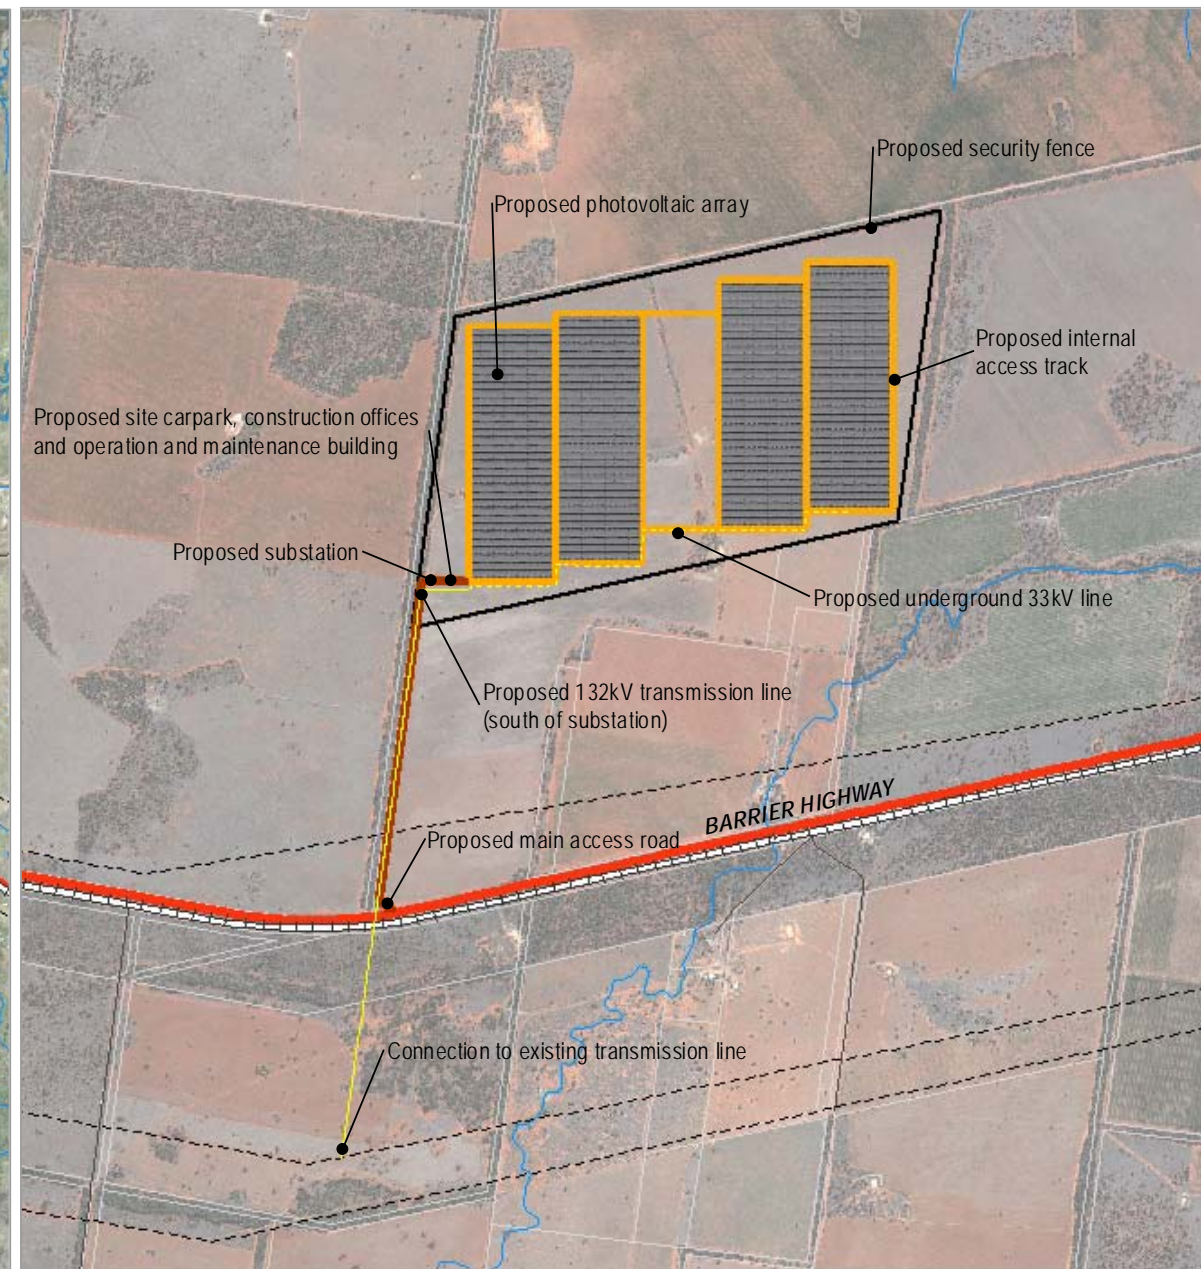 Proposed security fence
Proposed photovoltaic array
Proposed internal
access track
Proposed site carpark, construction offices
and operation and maintenance building
Proposed substation
Proposed underground 33kV line
Proposed 132kV transmission line
(south of substation)
BARRIER HIGHWAY
Proposed main access road
Connection to existing transmission line